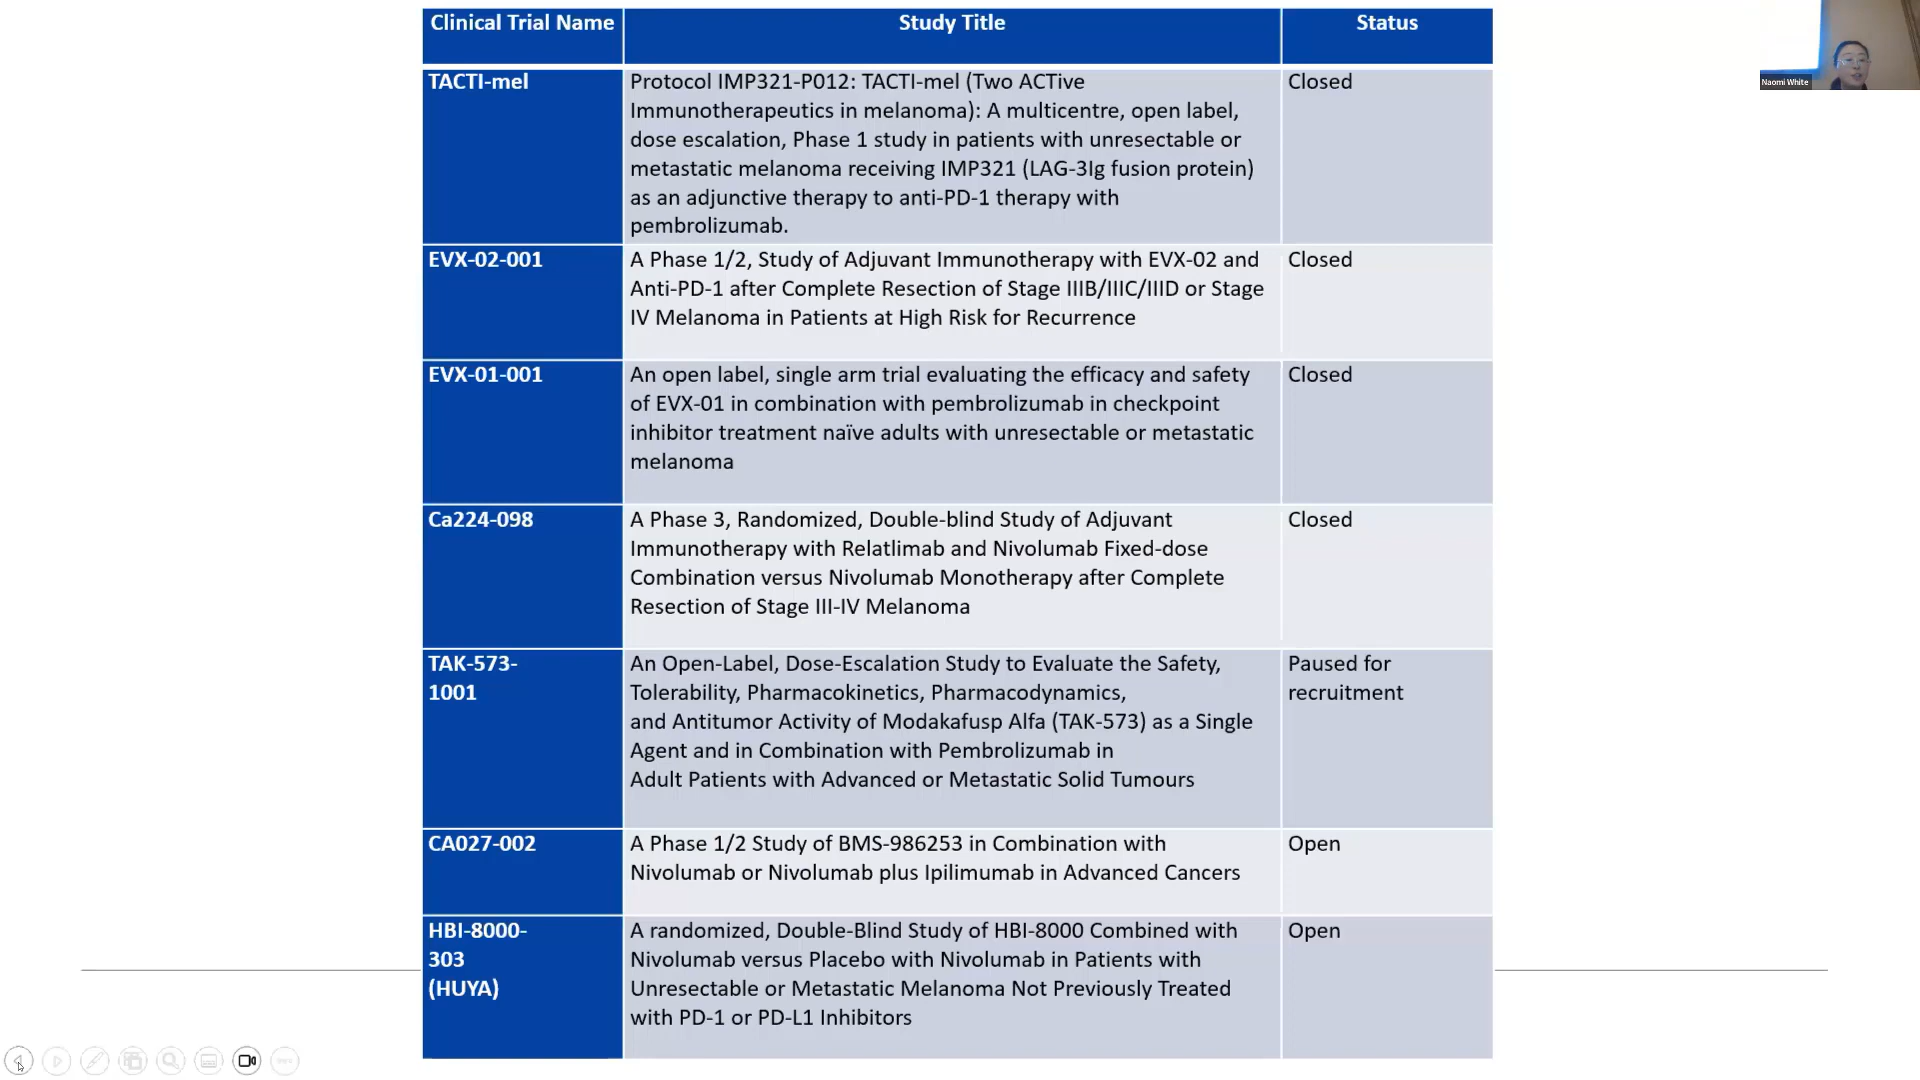 Clinical Trial Name
Study Title
Status
TACTI-mel
Protocol IMP321-P012: TACTI-mel (Two ACTive
Immunotherapeutics in melanoma): A multicentre, open label,
dose escalation, Phase 1 study in patients with unresectable or
metastatic melanoma receiving IMP321 (LAG-3Ig fusion protein)
as an adjunctive therapy to anti-PD-1 therapy with
pembrolizumab.
Closed
EVX-02-001
A Phase 1/2, Study of Adjuvant Immunotherapy with EVX-02 and
Anti-PD-1 after Complete Resection of Stage IIIB/IIIC/IIID or Stage
IV Melanoma in Patients at High Risk for Recurrence
Closed
EVX-01-001
An open label, single arm trial evaluating the efficacy and safety
of EVX-01 in combination with pembrolizumab in checkpoint
inhibitor treatment naïve adults with unresectable or metastatic
melanoma
Closed
Ca224-098
A Phase 3, Randomized, Double-blind Study of Adjuvant
Immunotherapy with Relatlimab and Nivolumab Fixed-dose
Combination versus Nivolumab Monotherapy after Complete
Resection of Stage III-IV Melanoma
Closed
TAK-573-
1001
An Open-Label, Dose-Escalation Study to Evaluate the Safety,
Tolerability, Pharmacokinetics, Pharmacodynamics,
and Antitumor Activity of Modakafusp Alfa (TAK-573) as a Single
Agent and in Combination with Pembrolizumab in
Adult Patients with Advanced or Metastatic Solid Tumours
Paused for
recruitment
CA027-002
A Phase 1/2 Study of BMS-986253 in Combination with
Nivolumab or Nivolumab plus Ipilimumab in Advanced Cancers
Open
HBI-8000-
303
(HUYA)
A randomized, Double-Blind Study of HBI-8000 Combined with
Nivolumab versus Placebo with Nivolumab in Patients with
Unresectable or Metastatic Melanoma Not Previously Treated
with PD-1 or PD-L1 Inhibitors
Open
Naomi White